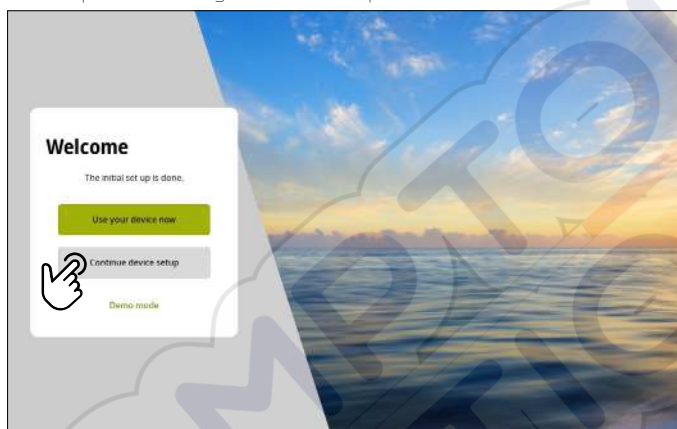 Welcome
The initial set up is done.
Use your device now
Continue device setup
Demo mode